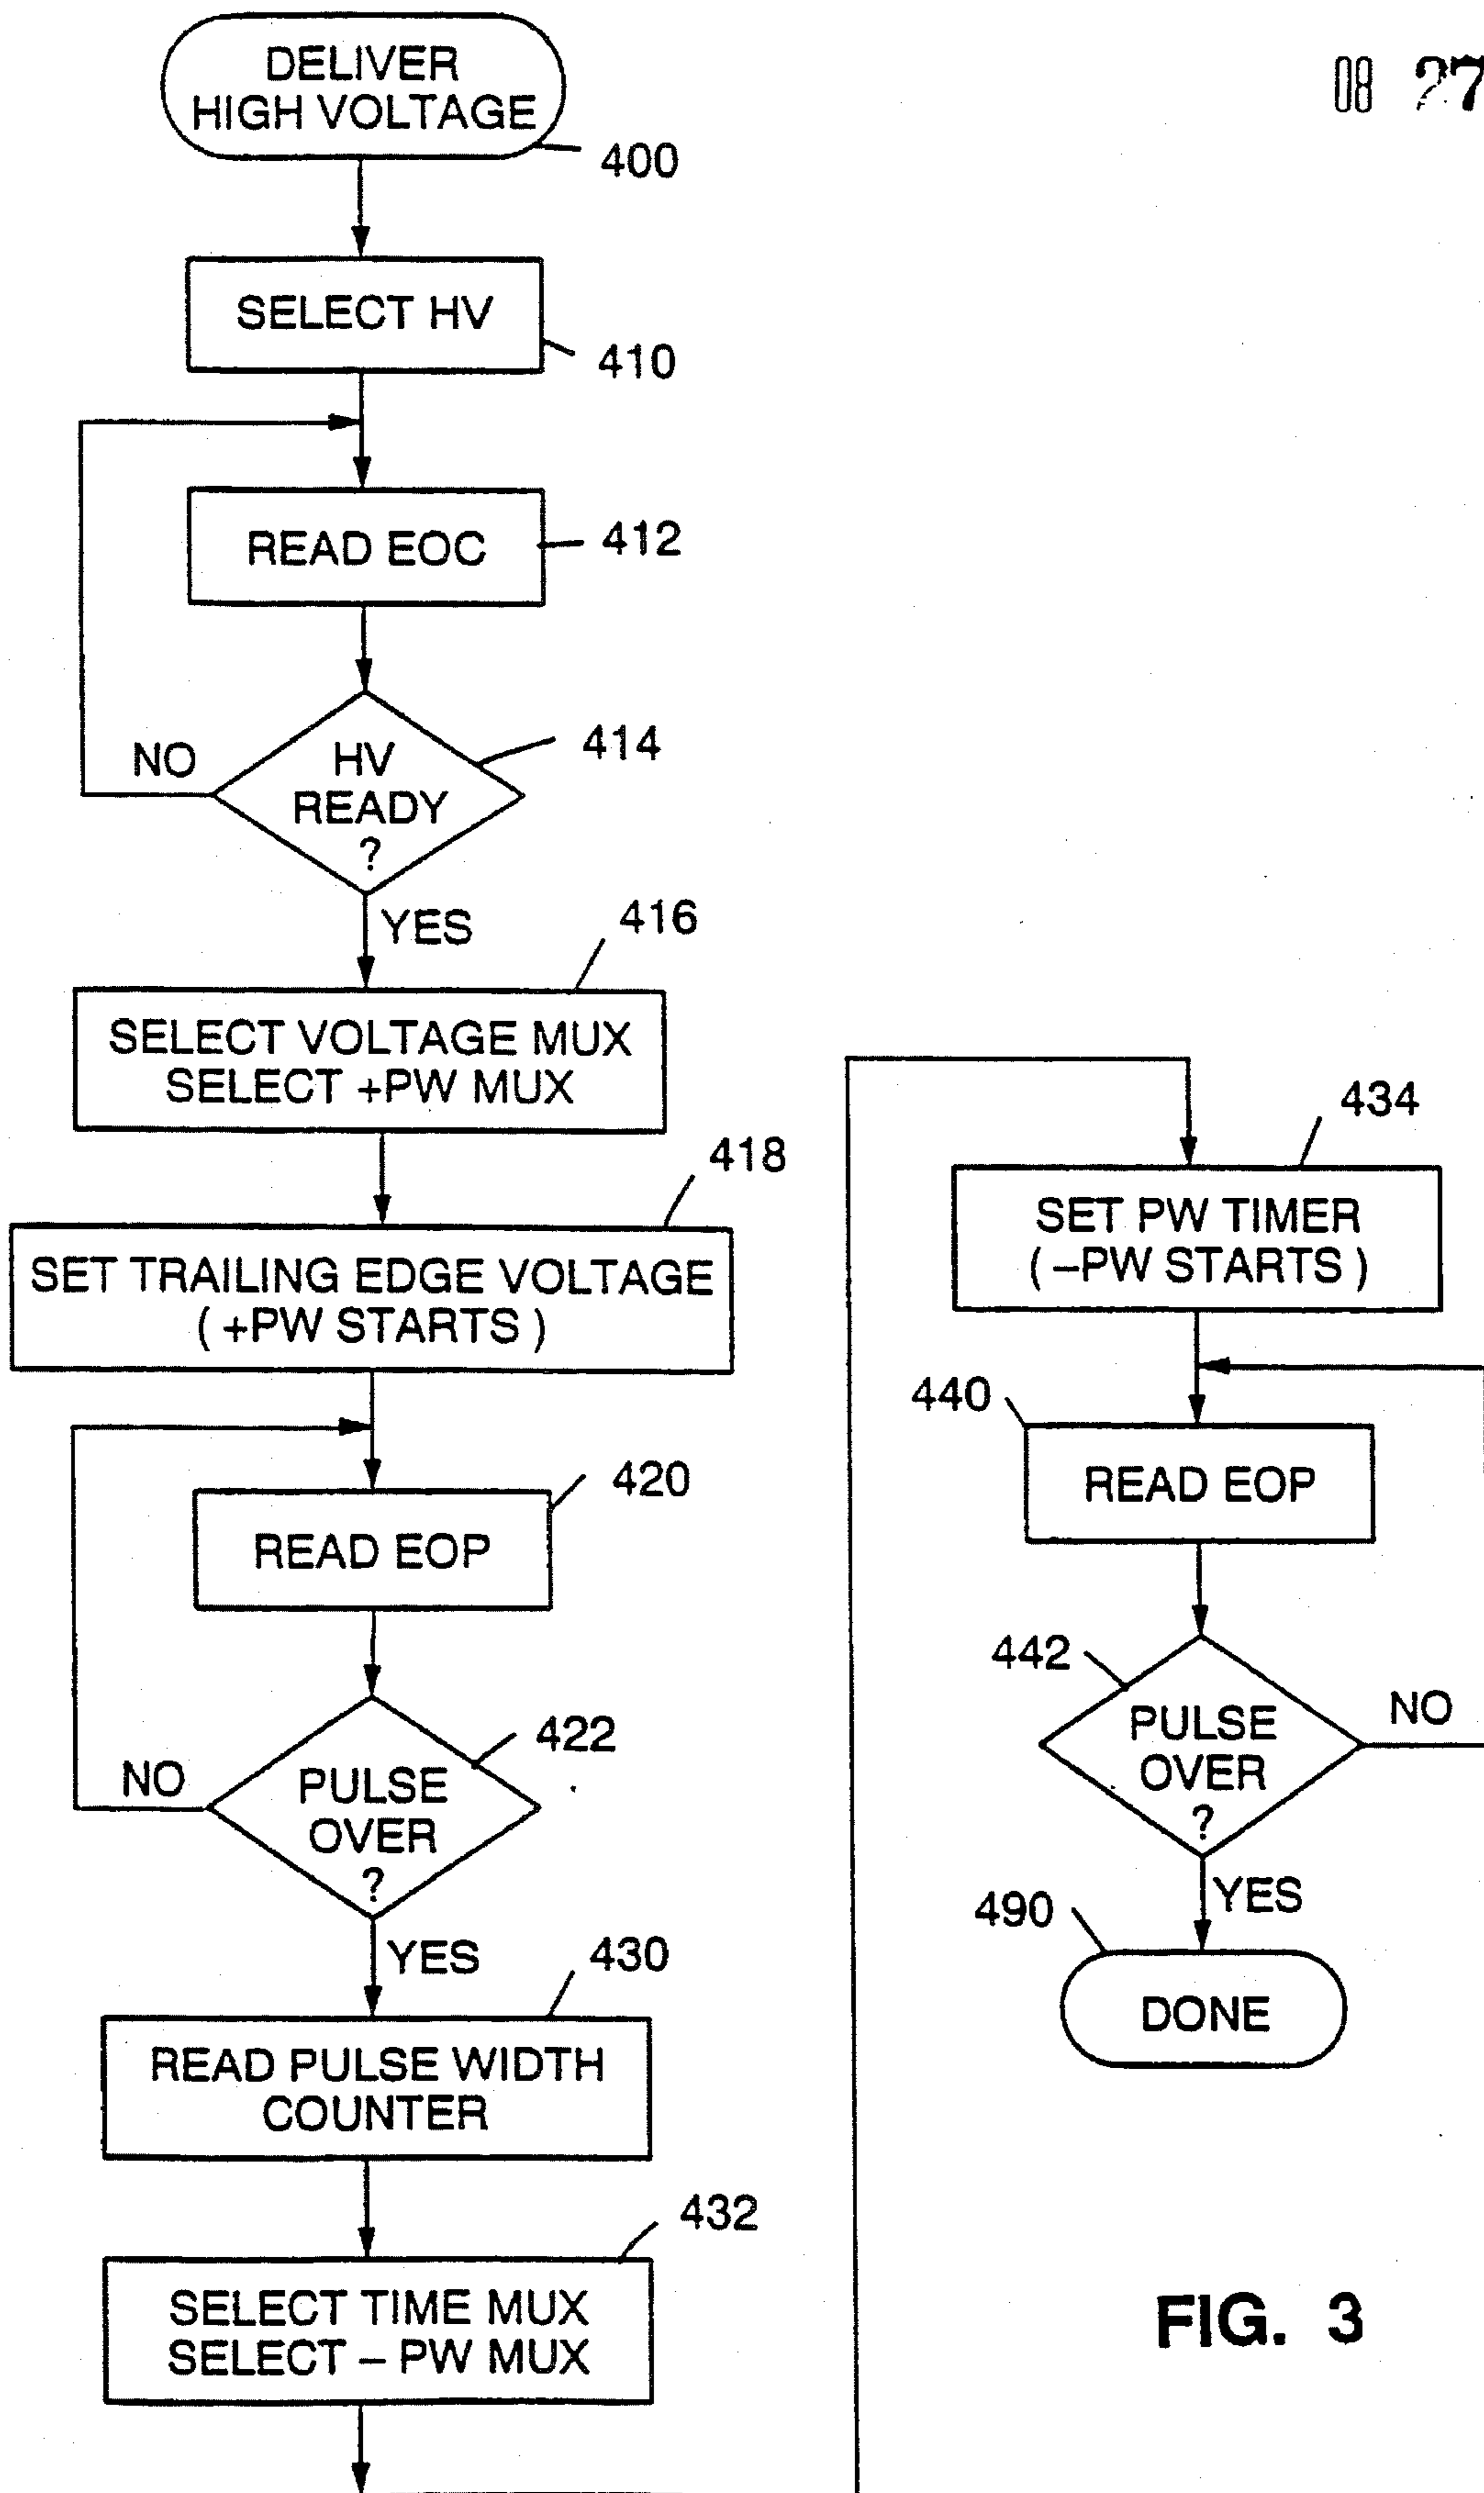 DELIVER
HIGH VOLTAGE
400
SELECT HV
410
READ EOC
412
HV
READY
?
414
NO
YES
416
SELECT VOLTAGE MUX
SELECT +PW MUX
418
SET TRAILING EDGE VOLTAGE
( +PW STARTS )
420
READ EOP
422
PULSE
OVER
?
NO
YES
430
READ PULSE WIDTH
COUNTER
432
SELECT TIME MUX
SELECT – PW MUX
434
SET PW TIMER
( –PW STARTS )
440
READ EOP
442
PULSE
OVER
?
NO
YES
490
DONE
FIG. 3
08